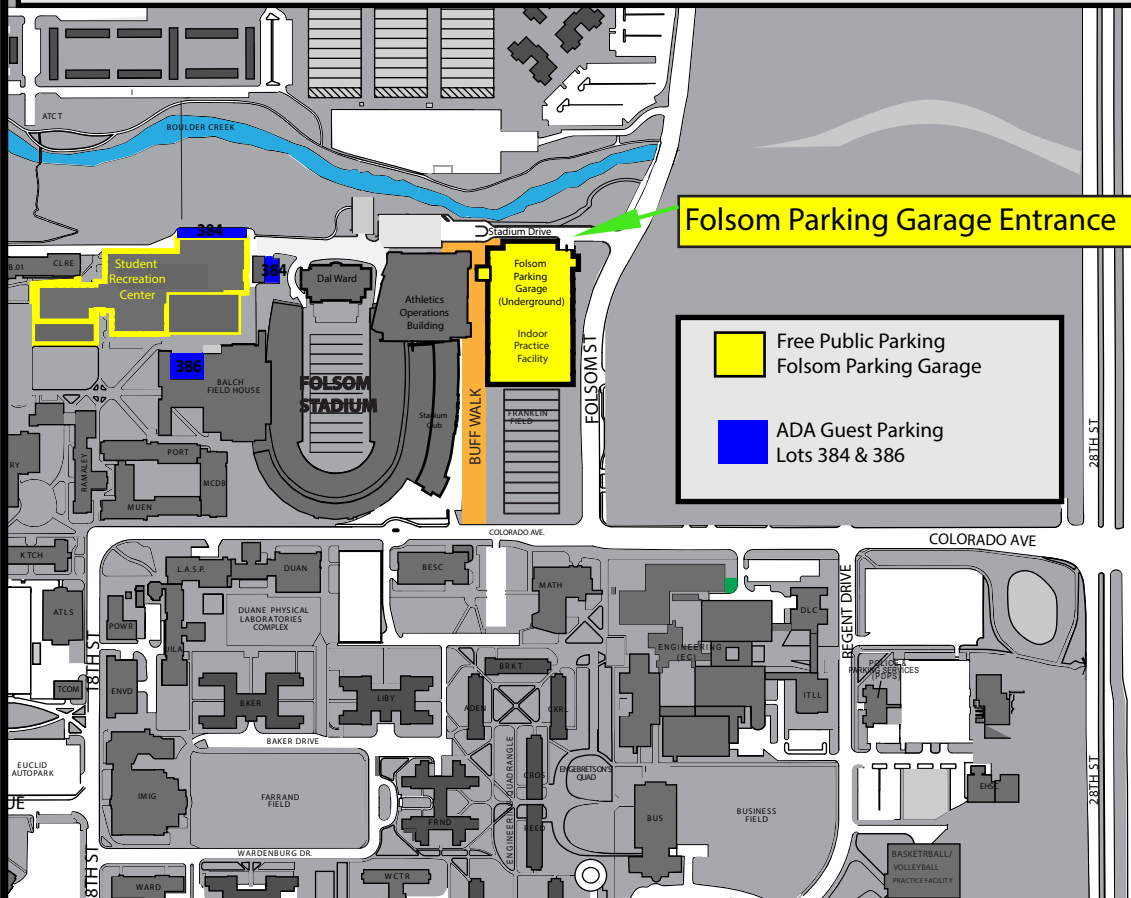 ATCT
BOULDER CREEK
Folsom Parking Garage Entrance
Stadium Drive
384
384
386
B.01
CLRE
Student
Recreation
Center
Dal Ward
Athletics
Operations
Building
Folsom
Parking
Garage
(Underground)
Indoor
Practice
Facility
Free Public Parking
Folsom Parking Garage
ADA Guest Parking
Lots 384 & 386
BALCH
FIELD HOUSE
FOLSOM
STADIUM
Stadium
Club
BUFF WALK
FRANKLIN
FIELD
FOLSOM ST
28TH ST
RY
RAMALEY
PORT
MCDB
MUEN
COLORADO AVE.
COLORADO AVE
KTCH
L.A.S.P.
DUAN
BESC
MATH
REGENT DRIVE
DLC
ATLS
POWR
DUANE PHYSICAL
LABORATORIES
COMPLEX
JILA
18TH ST
ENGINEERING
(EC)
POLICE &
PARKING SERVICES
(PDPS)
BRKT
TCOM
ENVD
BKER
LIBY
ADEN
CKRL
ITLL
BAKER DRIVE
EUCLID
AUTOPARK
UE
IMIG
FARRAND
FIELD
FRND
ENGINEERING QUADRANGLE
CROS
REED
ENGEBRETSON'S
QUAD
BUS
BUSINESS
FIELD
EHSC
28TH ST
WARDENBURG DR.
8TH ST
WARD
WCTR
BASKETRBALL/
VOLLEYBALL
PRACTICE FACILITY